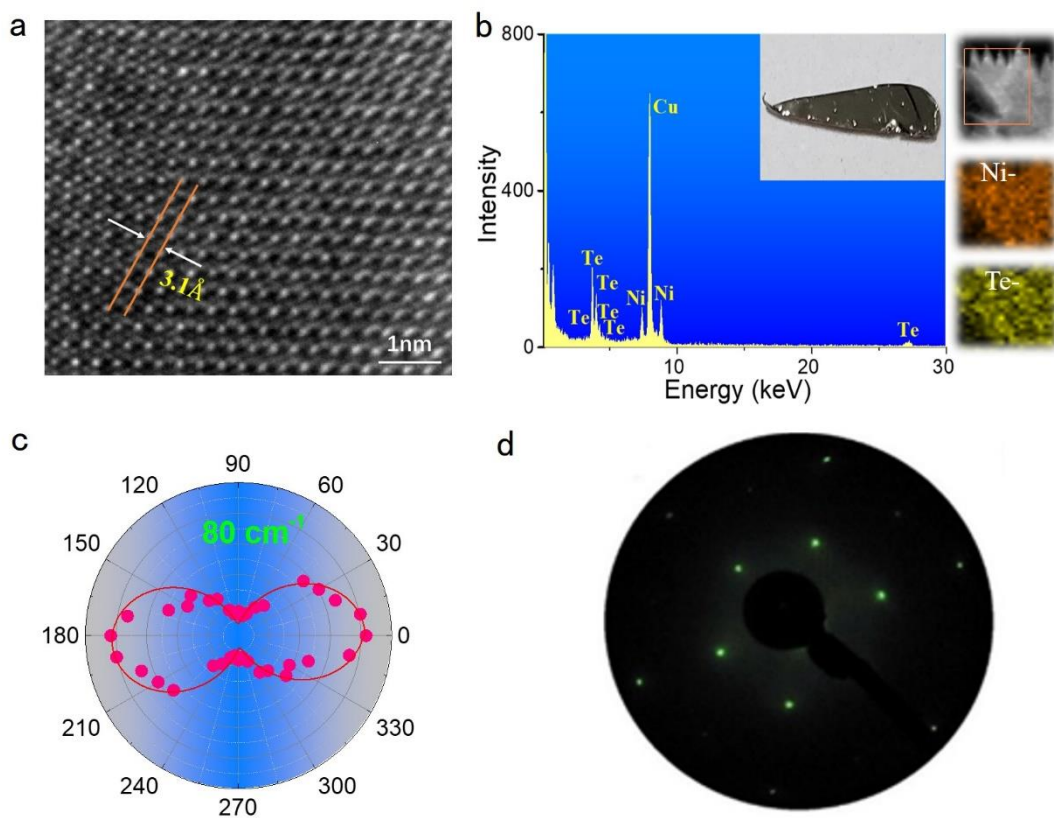 a
3.1Å
1nm
b
800
400
0
Intensity
Te
Te
Te
Te
Te
Ni
Cu
Ni
Te
10
20
30
Energy (keV)
Ni-
Te-
c
80 cm⁻¹
90
60
30
0
330
300
270
240
210
180
150
120
d